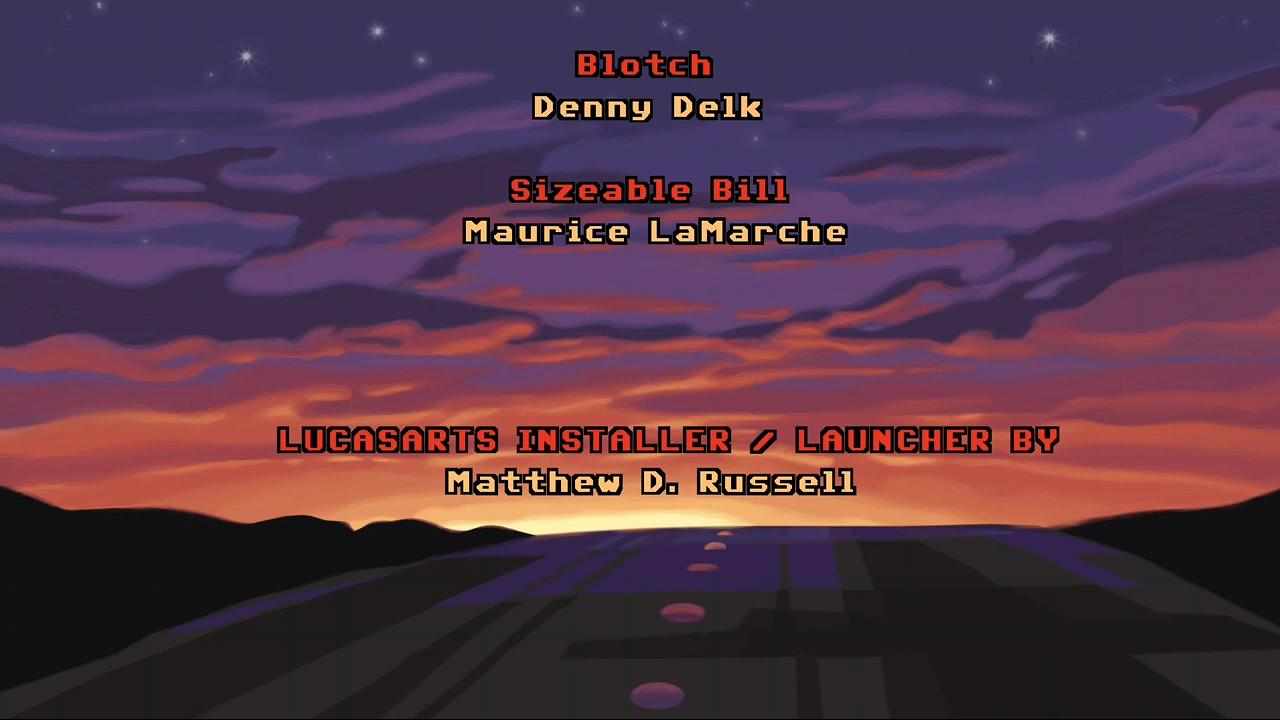 Blotch
Denny Delk
Sizeable Bill
Maurice LaMarche
LUCASARTS INSTALLER / LAUNCHER BY
Matthew D. Russell